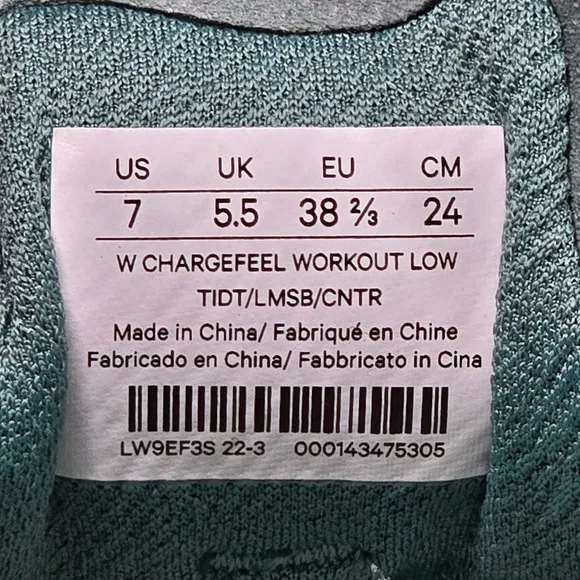 US UK EU CM
7 5.5 38 ⅔ 24
W CHARGEFEEL WORKOUT LOW
TIDT/LMSB/CNTR
Made in China/ Fabriqué en Chine
Fabricado en China/ Fabbricato in Cina
LW9EF3S 22-3 000143475305